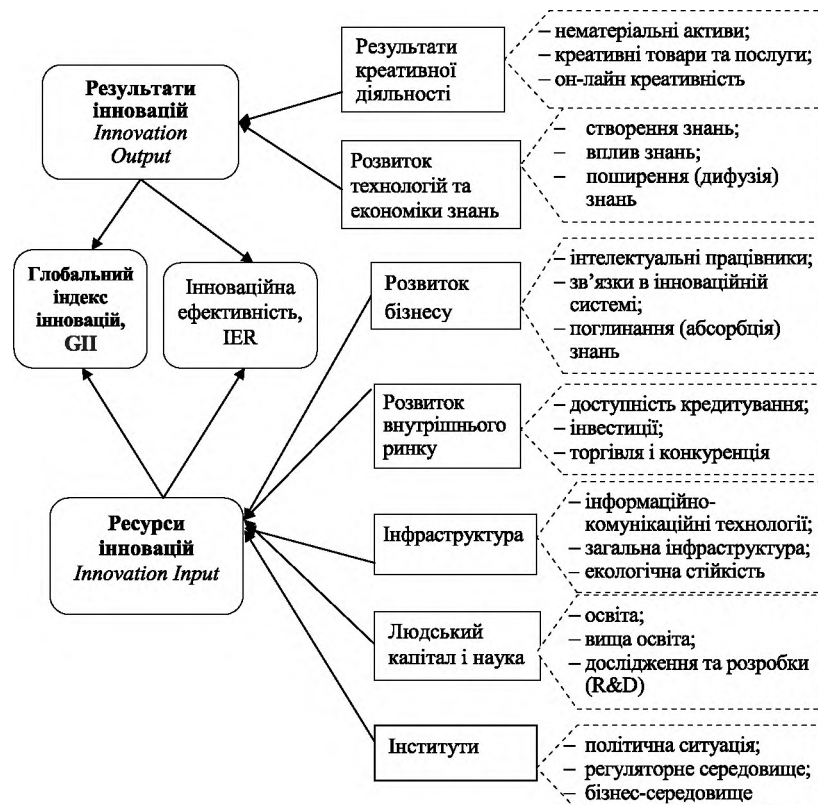 Результати
креативної
діяльності
– нематеріальні активи;
– креативні товари та послуги;
– он-лайн креативність
Результати
інновацій
Innovation
Output
Розвиток
технологій та
економіки знань
– створення знань;
– вплив знань;
– поширення (дифузія)
знань
Глобальний
індекс
інновацій,
GII
Інноваційна
ефективність,
IER
Розвиток
бізнесу
– інтелектуальні працівники;
– зв’язки в інноваційній
системі;
– поглинання (абсорбція)
знань
Розвиток
внутрішнього
ринку
– доступність кредитування;
– інвестиції;
– торгівля і конкуренція
Ресурси
інновацій
Innovation Input
Інфраструктура
– інформаційно-
комунікаційні технології;
– загальна інфраструктура;
– екологічна стійкість
Людський
капітал і наука
– освіта;
– вища освіта;
– дослідження та розробки
(R&D)
Інститути
– політична ситуація;
– регуляторне середовище;
– бізнес-середовище